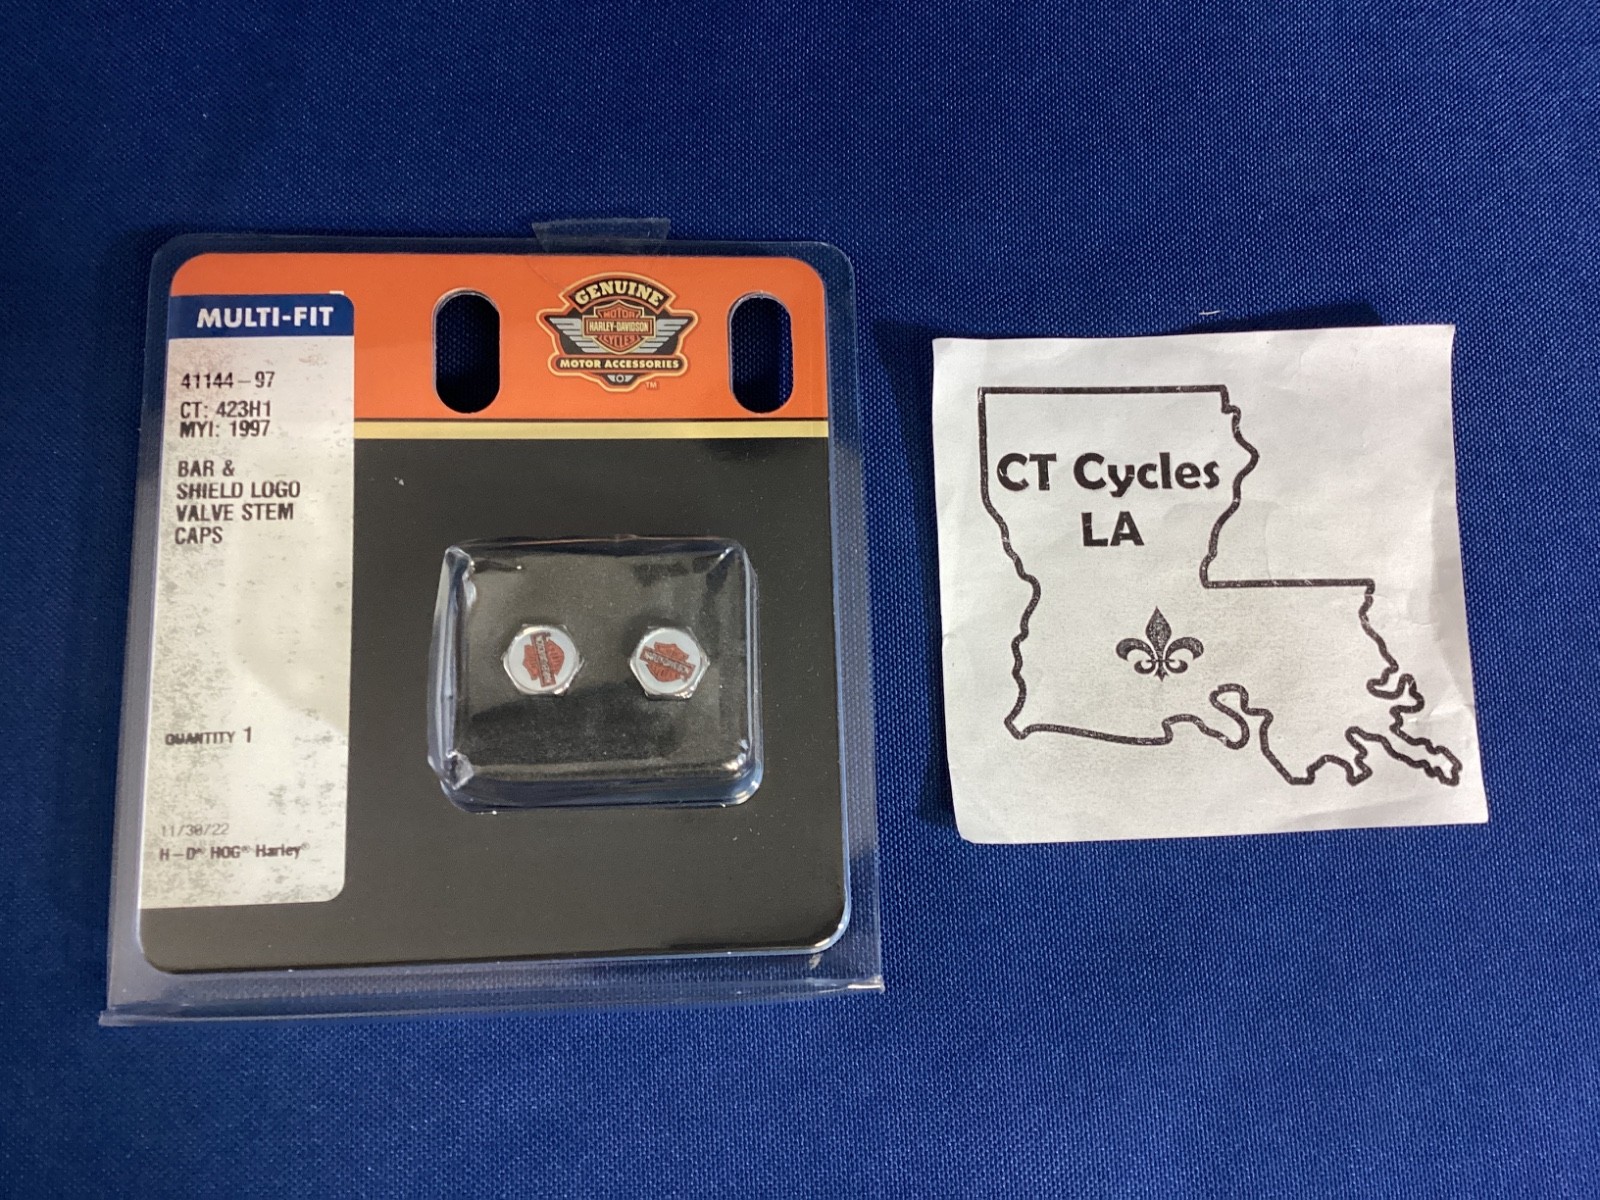 MULTI-FIT
41144-97
CT: 423H1
MYI: 1997
BAR &
SHIELD LOGO
VALVE STEM
CAPS
QUANTITY 1
11/30/22
H-D® HOG® Harley®
GENUINE
MOTOR
HARLEY-DAVIDSON
CYCLES
MOTOR ACCESSORIES
TM
CT Cycles
LA